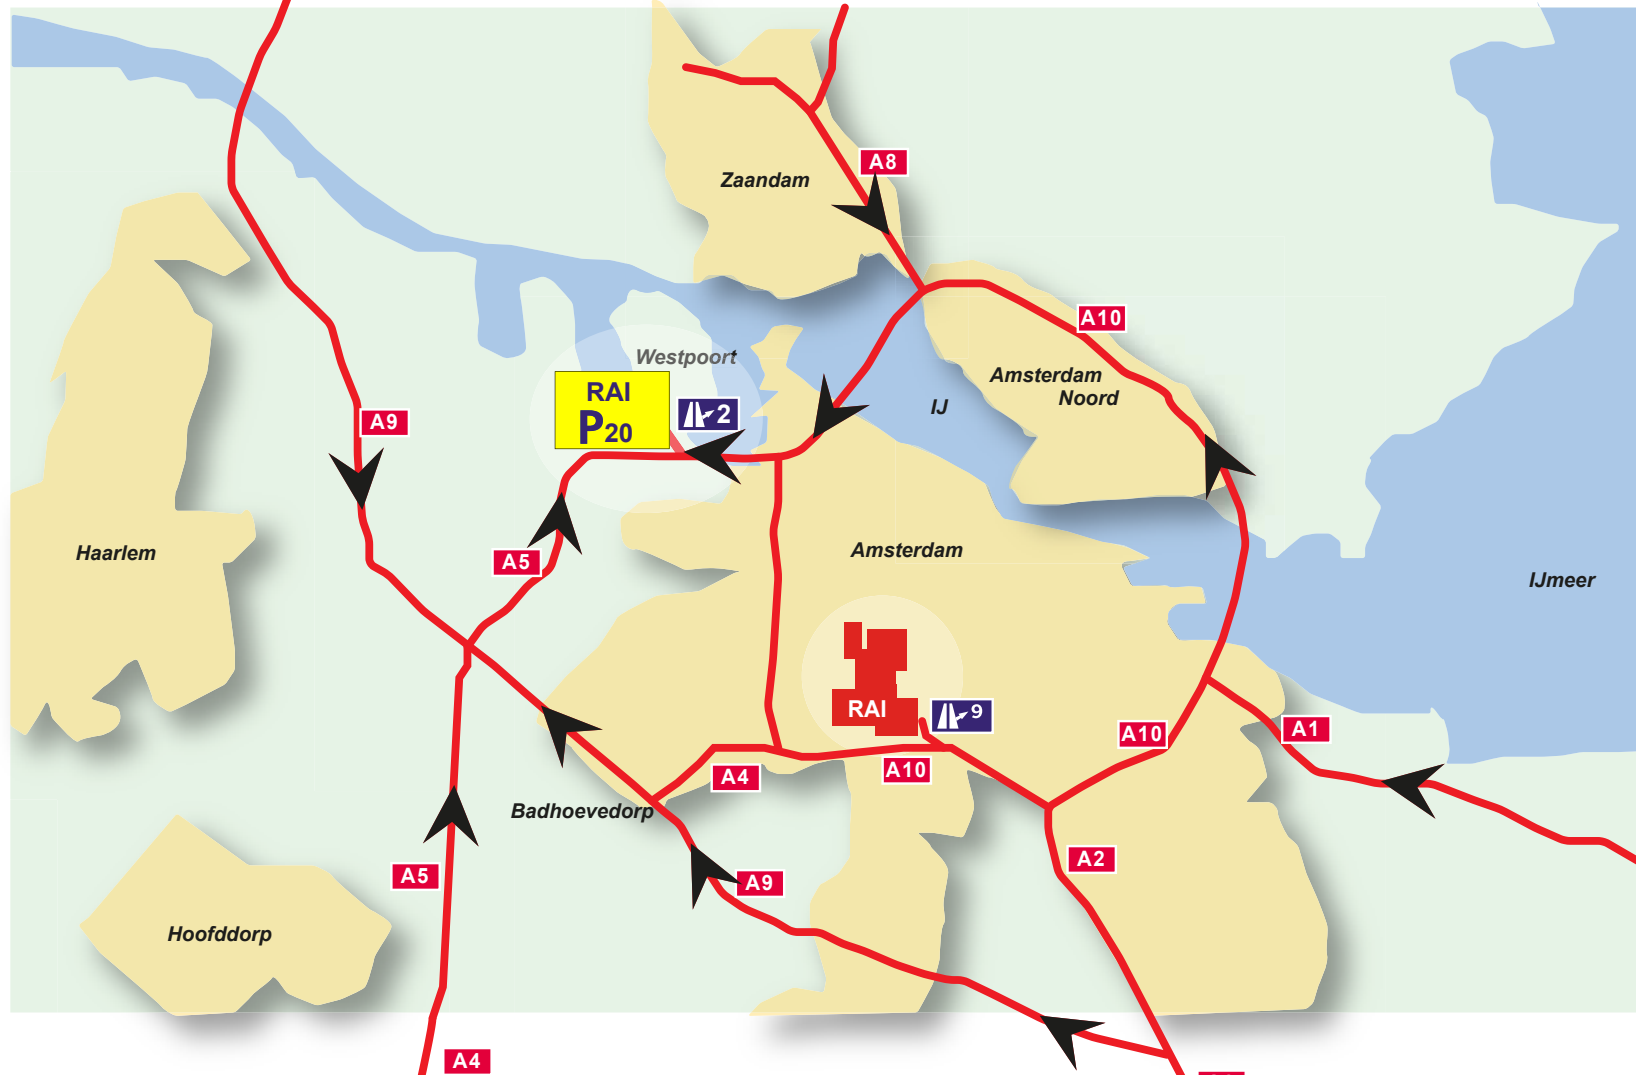 A8
Zaandam
A10
Westpoort
Amsterdam
Noord
RAI
P20
2
IJ
A9
Haarlem
A5
Amsterdam
IJmeer
RAI
9
A10
A1
A4
A10
Badhoevedorp
A2
A5
A9
Hoofddorp
A4